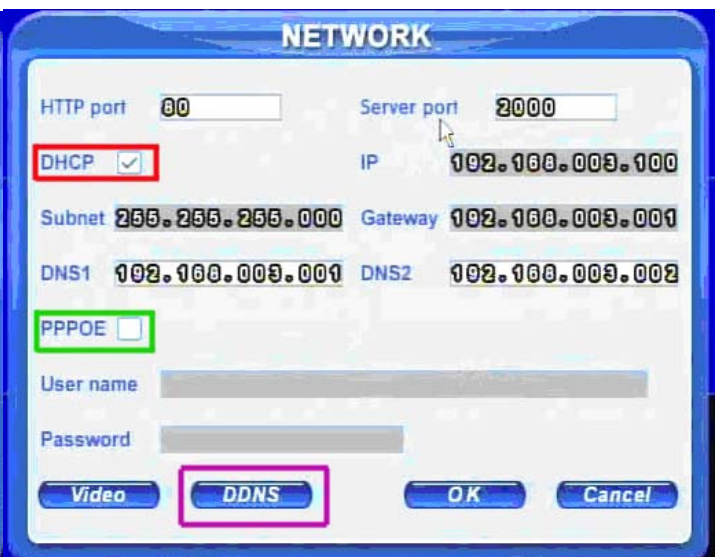 NETWORK
HTTP port 80 Server port 2000
DHCP IP 192.168.003.100
Subnet 255.255.255.000 Gateway 192.168.003.001
DNS1 192.168.003.001 DNS2 192.168.003.002
PPPOE
User name
Password
Video DDNS OK Cancel